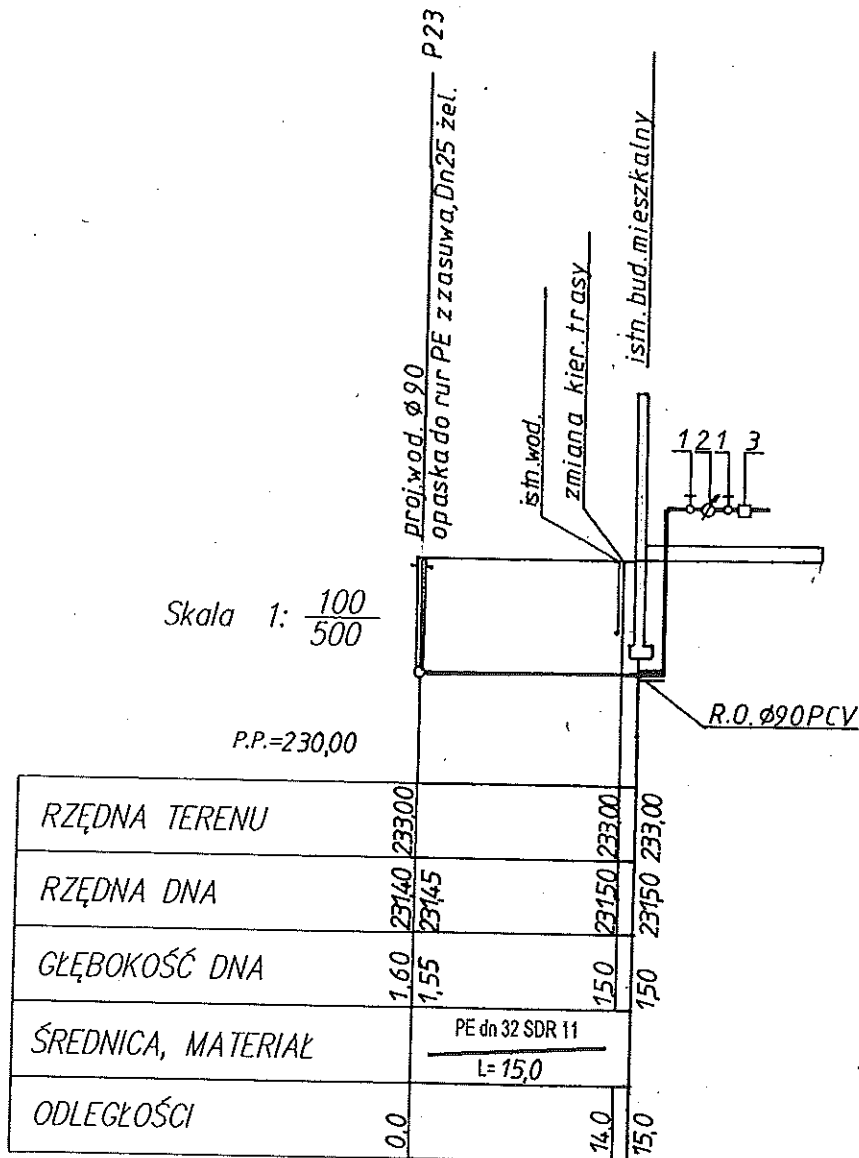 proj.wod. ø90
opaska do rur PE z zasuwa,Dn25 żel.
P23
istn.wod.
zmiana kier.trasy
istn.bud.mieszkalny
1 2 1 3
Skala 1: 100
500
R.O. ø90PCV
P.P.=230,00
RZĘDNA TERENU 233,00 233,00 233,00
RZĘDNA DNA 231,40 231,45 231,50 231,50
GŁĘBOKOŚĆ DNA 1.60 1,55 1,50 1,50
ŚREDNICA, MATERIAŁ PE dn 32 SDR 11
L= 15,0
ODLEGŁOŚCI 0.0 14.0 15,0